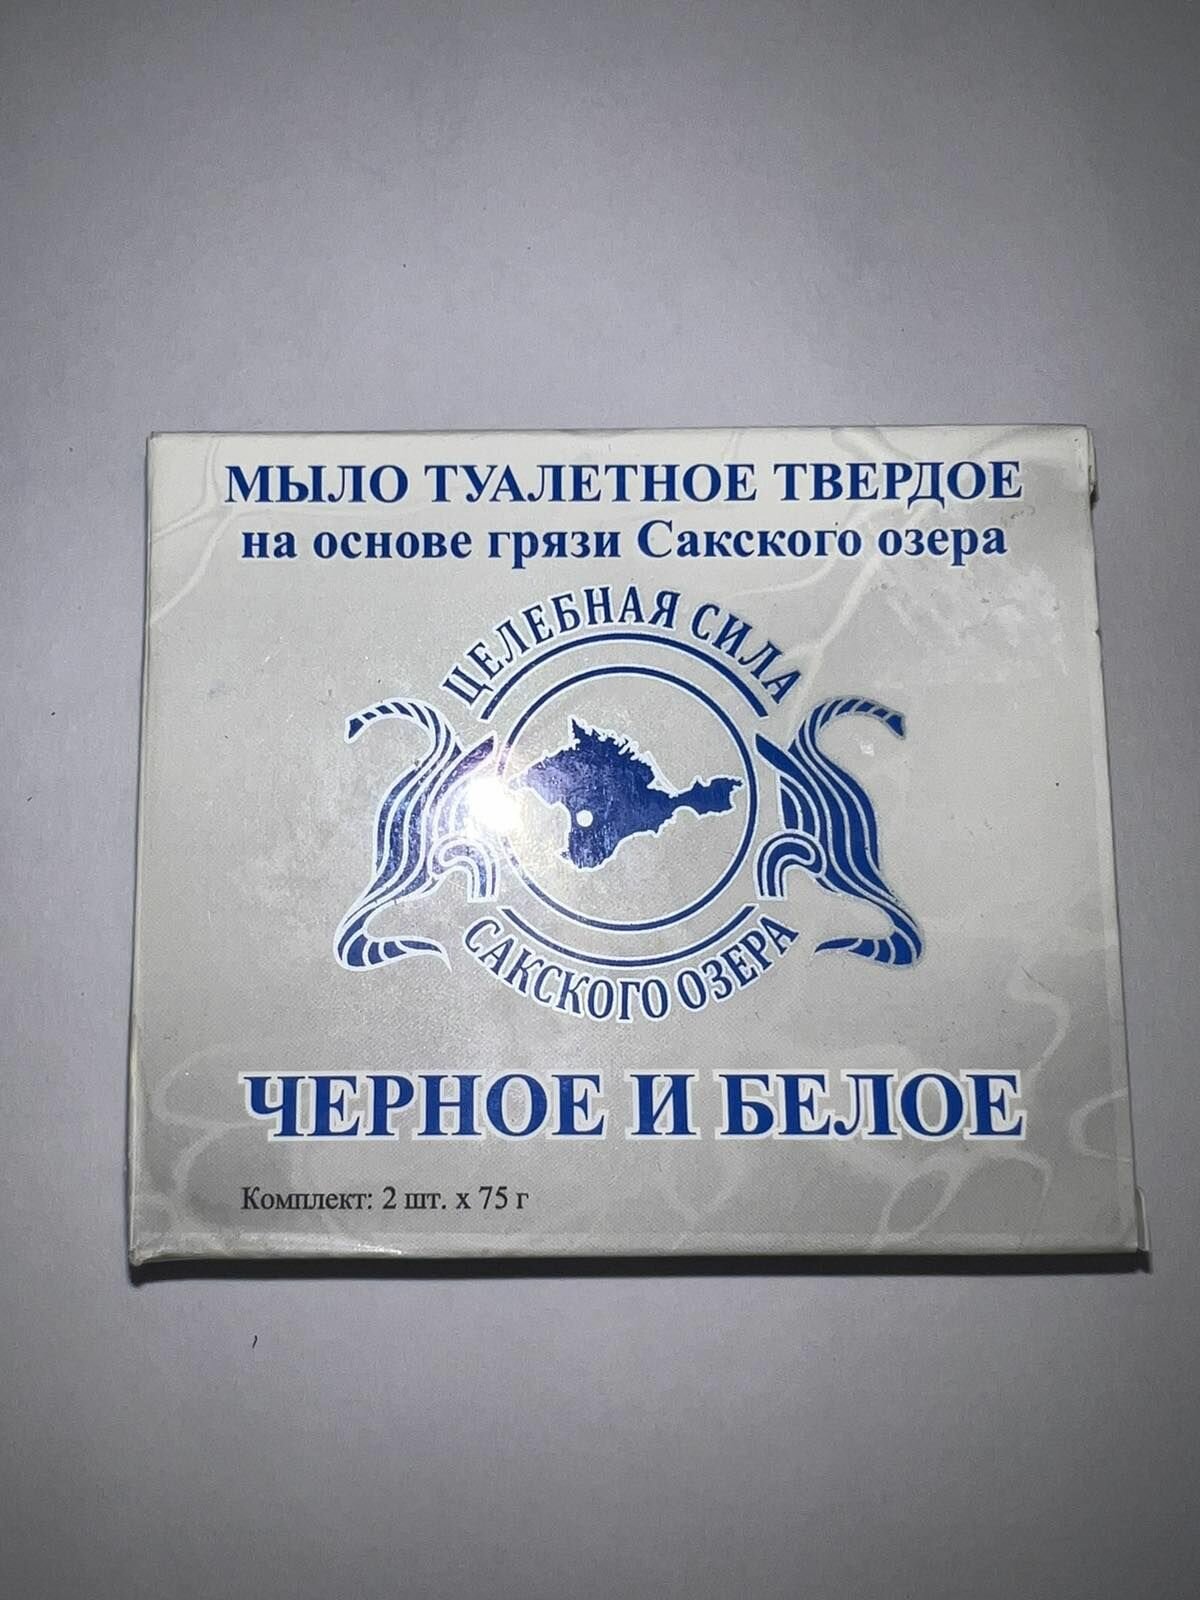 МЫЛО ТУАЛЕТНОЕ ТВЕРДОЕ
на основе грязи Сакского озера
ЦЕЛЕБНАЯ СИЛА
САКСКОГО ОЗЕРА
ЧЕРНОЕ И БЕЛОЕ
Комплект: 2 шт. х 75 г